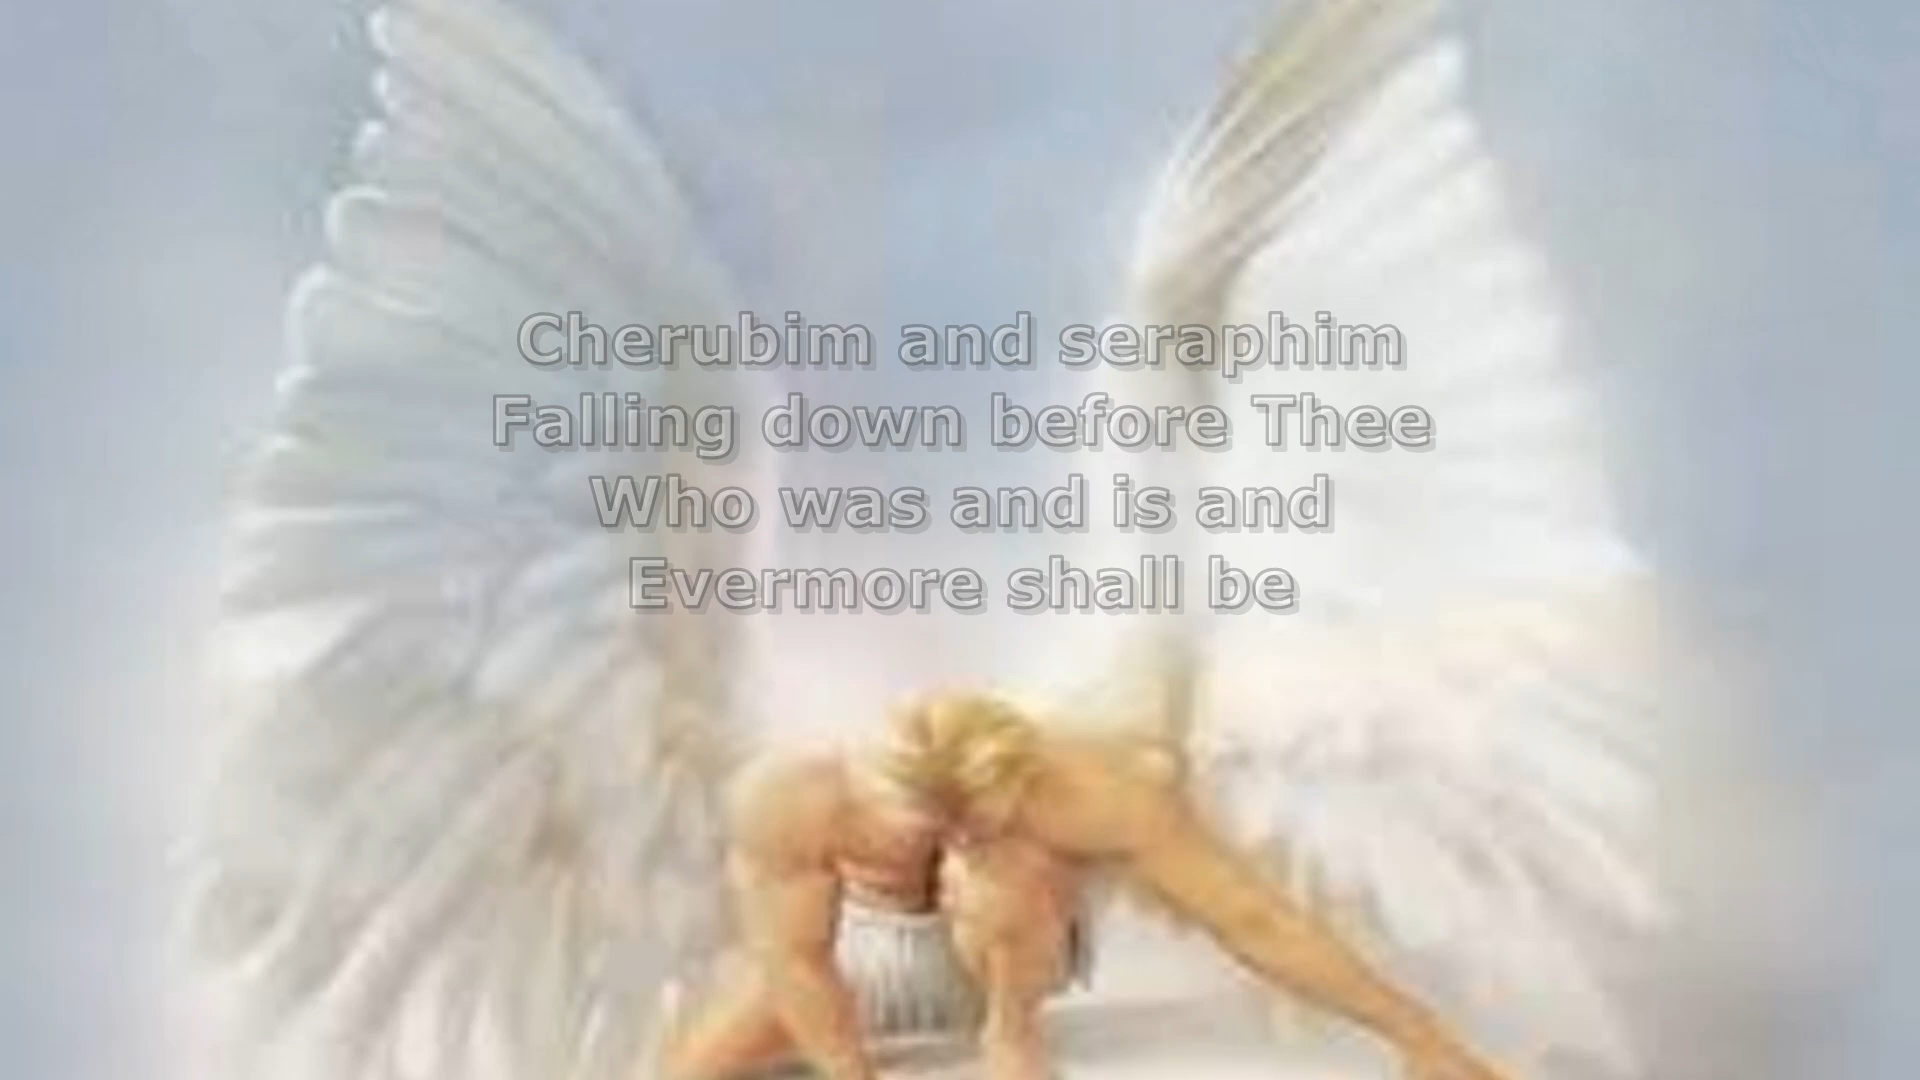 Cherubim and seraphim
Falling down before Thee
Who was and is and
Evermore shall be